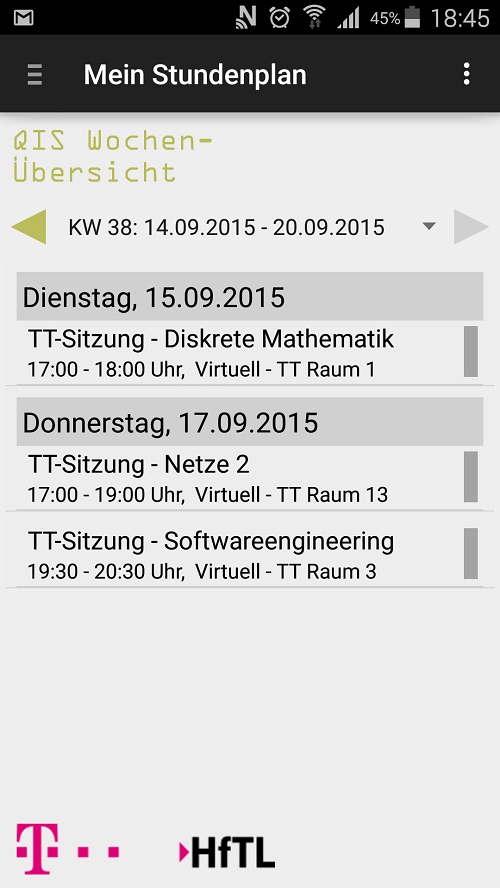 45% 18:45
Mein Stundenplan
QIS Wochen-
Übersicht
KW 38: 14.09.2015 - 20.09.2015
Dienstag, 15.09.2015
TT-Sitzung - Diskrete Mathematik
17:00 - 18:00 Uhr, Virtuell - TT Raum 1
Donnerstag, 17.09.2015
TT-Sitzung - Netze 2
17:00 - 19:00 Uhr, Virtuell - TT Raum 13
TT-Sitzung - Softwareengineering
19:30 - 20:30 Uhr, Virtuell - TT Raum 3
T HfTL